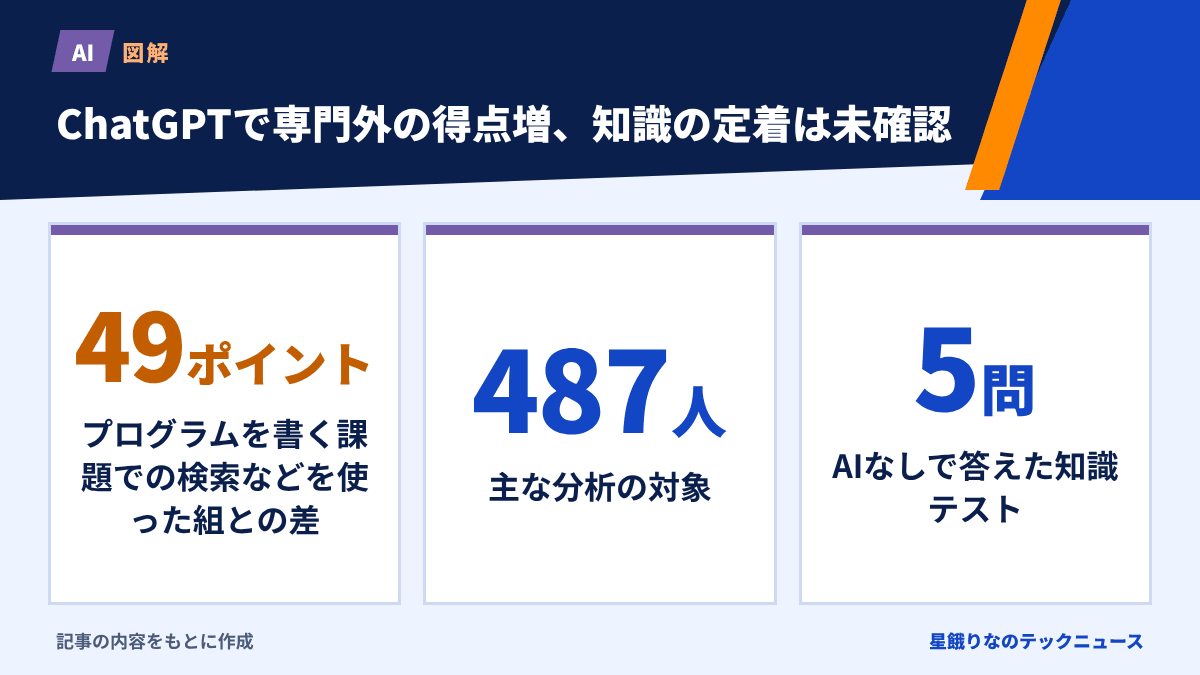 AI 図解
ChatGPTで専門外の得点増、知識の定着は未確認
49ポイント
プログラムを書く課
題での検索などを使
った組との差
487人
主な分析の対象
5問
AIなしで答えた知識
テスト
記事の内容をもとに作成
星餓りなのテックニュース